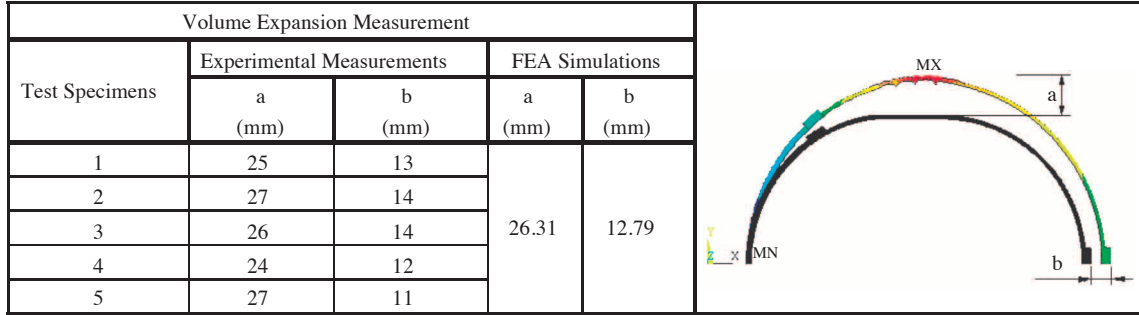 Volume Expansion Measurement
Test Specimens
Experimental Measurements
FEA Simulations
a
(mm)
b
(mm)
a
(mm)
b
(mm)
1 25 13
2 27 14
3 26 14
4 24 12
5 27 11
26.31 12.79
MX
a
Y
Z X MN
b